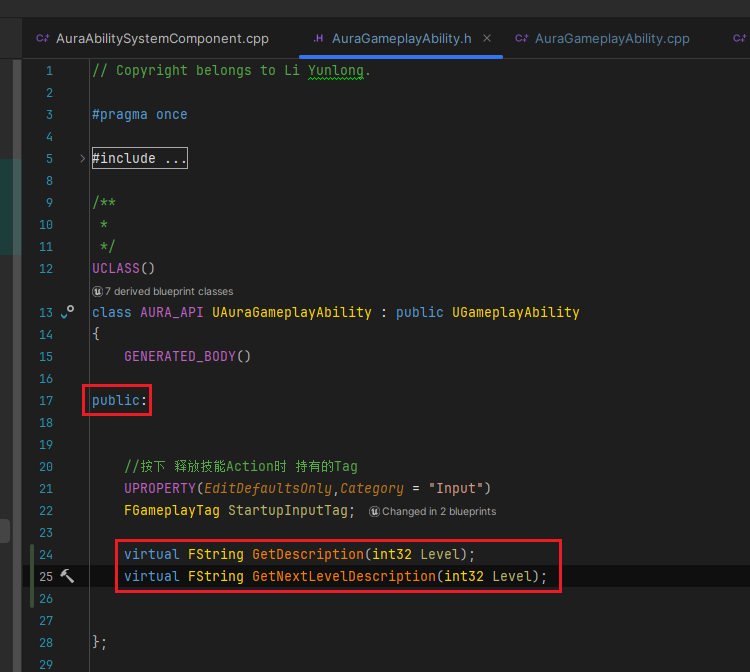 AuraAbilitySystemComponent.cpp AuraGameplayAbility.h AuraGameplayAbility.cpp
1 // Copyright belongs to Li Yunlong.
2
3 #pragma once
4
5 #include ...
8
9 /**
10 *
11 */
12 UCLASS()
7 derived blueprint classes
13 class AURA_API UAuraGameplayAbility : public UGameplayAbility
14 {
15 GENERATED_BODY()
16
17 public:
18
19
20 //按下 释放技能Action时 持有的Tag
21 UPROPERTY(EditDefaultsOnly,Category = "Input")
22 FGameplayTag StartupInputTag; Changed in 2 blueprints
23
24 virtual FString GetDescription(int32 Level);
25 virtual FString GetNextLevelDescription(int32 Level);
26
27
28 };
29